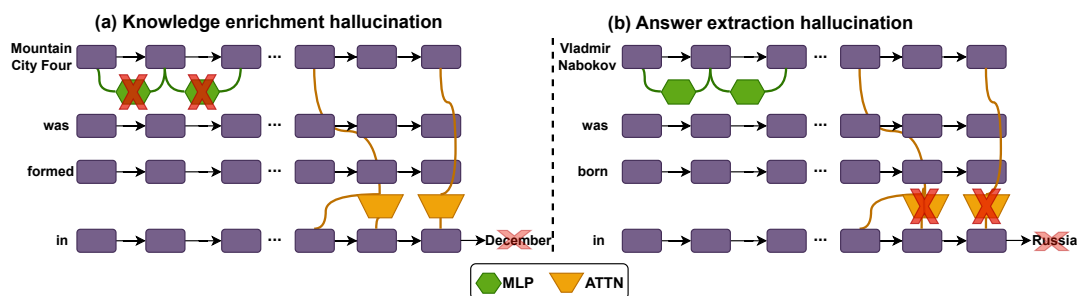 (a) Knowledge enrichment hallucination
Mountain
City Four
...
was
...
formed
...
in
...
December
(b) Answer extraction hallucination
Vladmir
Nabokov
...
was
...
born
...
in
...
Russia
MLP
ATTN